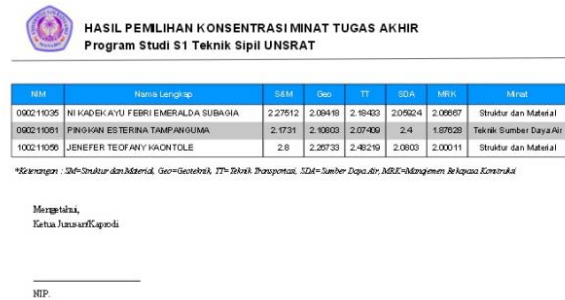 HASIL PEMILIHAN KONSENTRASI MINAT TUGAS AKHIR
Program Studi S1 Teknik Sipil UNSRAT
NIM Nama Lengkap S&M Geo TT SDA MRK Minat
090211035 NI KADEK AYU FEBRI EMERALDA SUBAGIA 2.27512 2.09418 2.18433 2.05924 2.06667 Struktur dan Material
090211061 PINGKAN ESTERINA TAMPANGUMA 2.1731 2.10803 2.07409 2.4 1.87628 Teknik Sumber Daya Air
100211056 JENEFER TEOFANY KAONTOLE 2.8 2.26733 2.48219 2.0803 2.00011 Struktur dan Material
*Keterangan : SM=Struktur dan Material, Geo=Geoteknik, TT=Teknik Transportasi, SDA=Sumber Daya Air, MRK=Manajemen Rekayasa Konstruksi
Mengetahui,
Ketua Jurusan/Kaprodi
NIP.